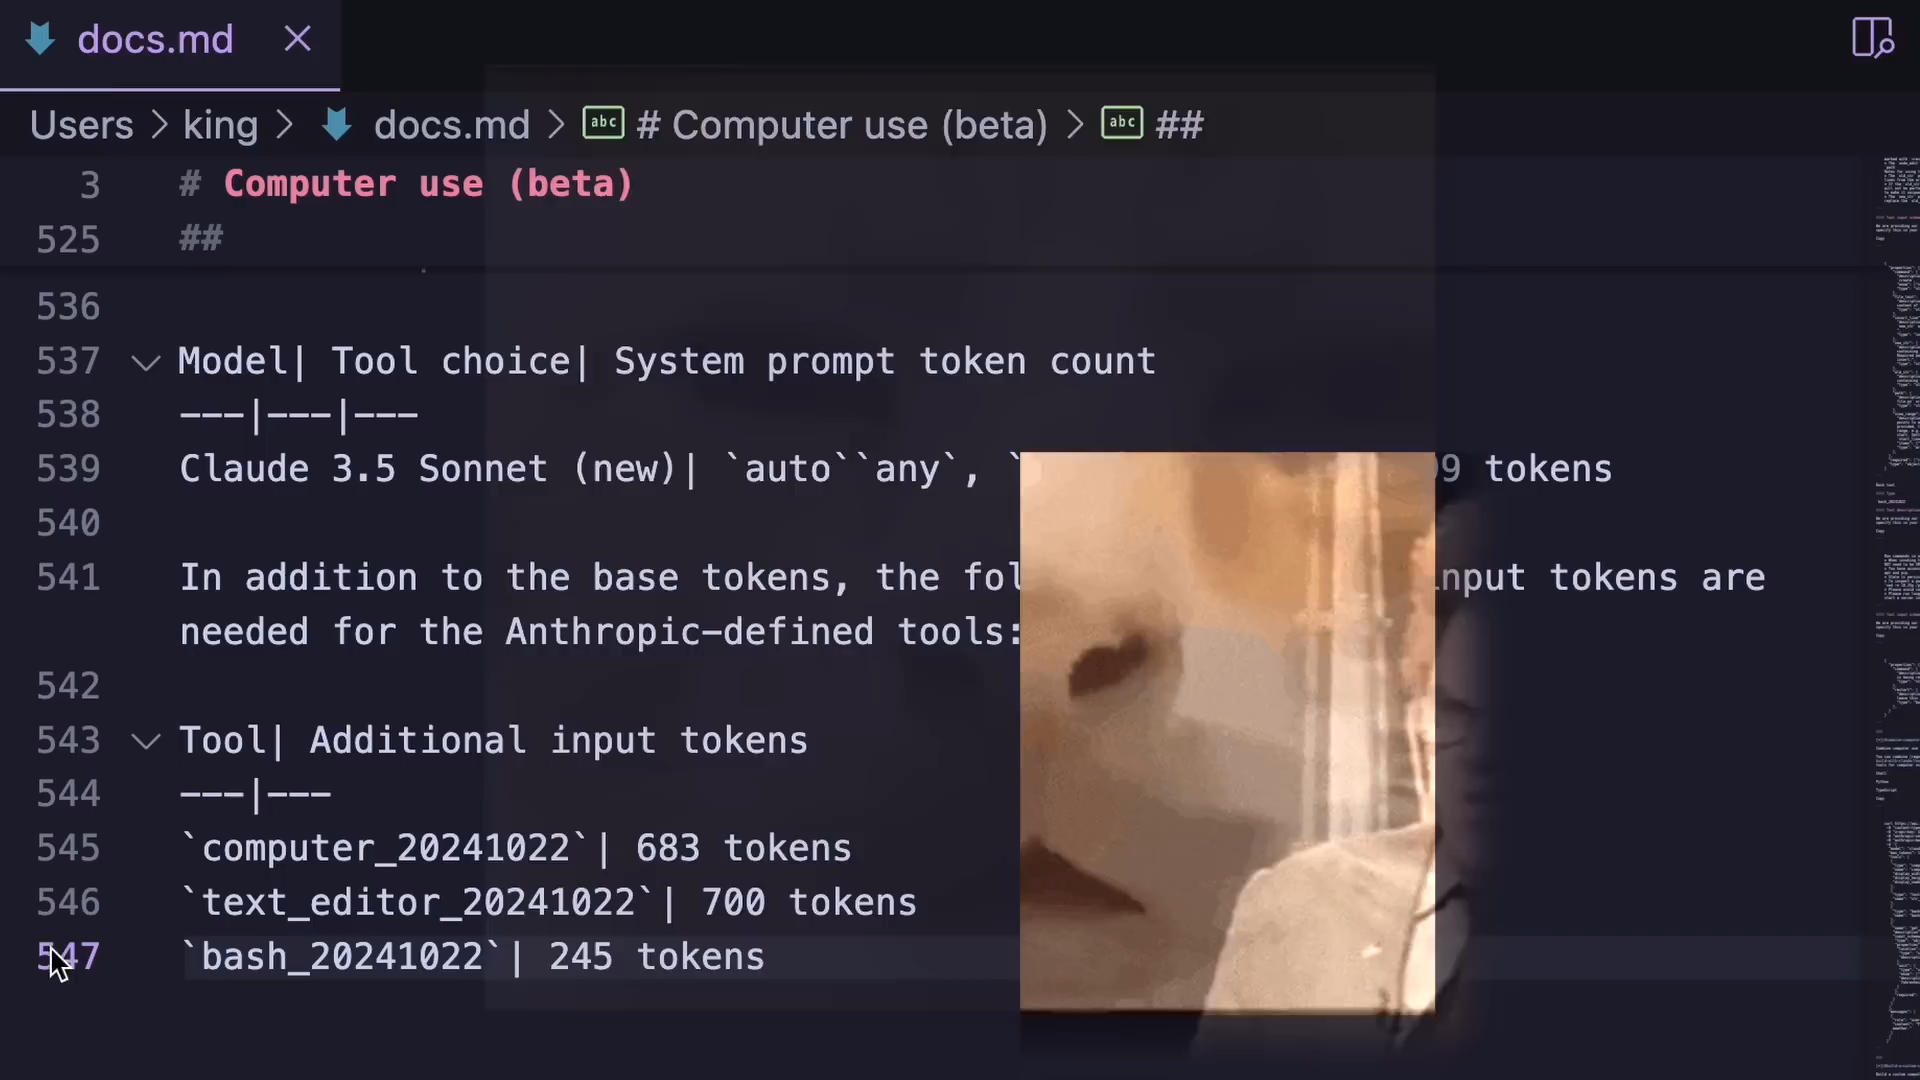 docs.md
Users > king > docs.md > # Computer use (beta) > ##
3 # Computer use (beta)
525 ##
536
537 Model| Tool choice| System prompt token count
538 ---|---|---
539 Claude 3.5 Sonnet (new)| `auto``any`, ` 9 tokens
540
541 In addition to the base tokens, the input tokens are
needed for the Anthropic-defined tools:
542
543 Tool| Additional input tokens
544 ---|---
545 `computer_20241022`| 683 tokens
546 `text_editor_20241022`| 700 tokens
547 `bash_20241022`| 245 tokens